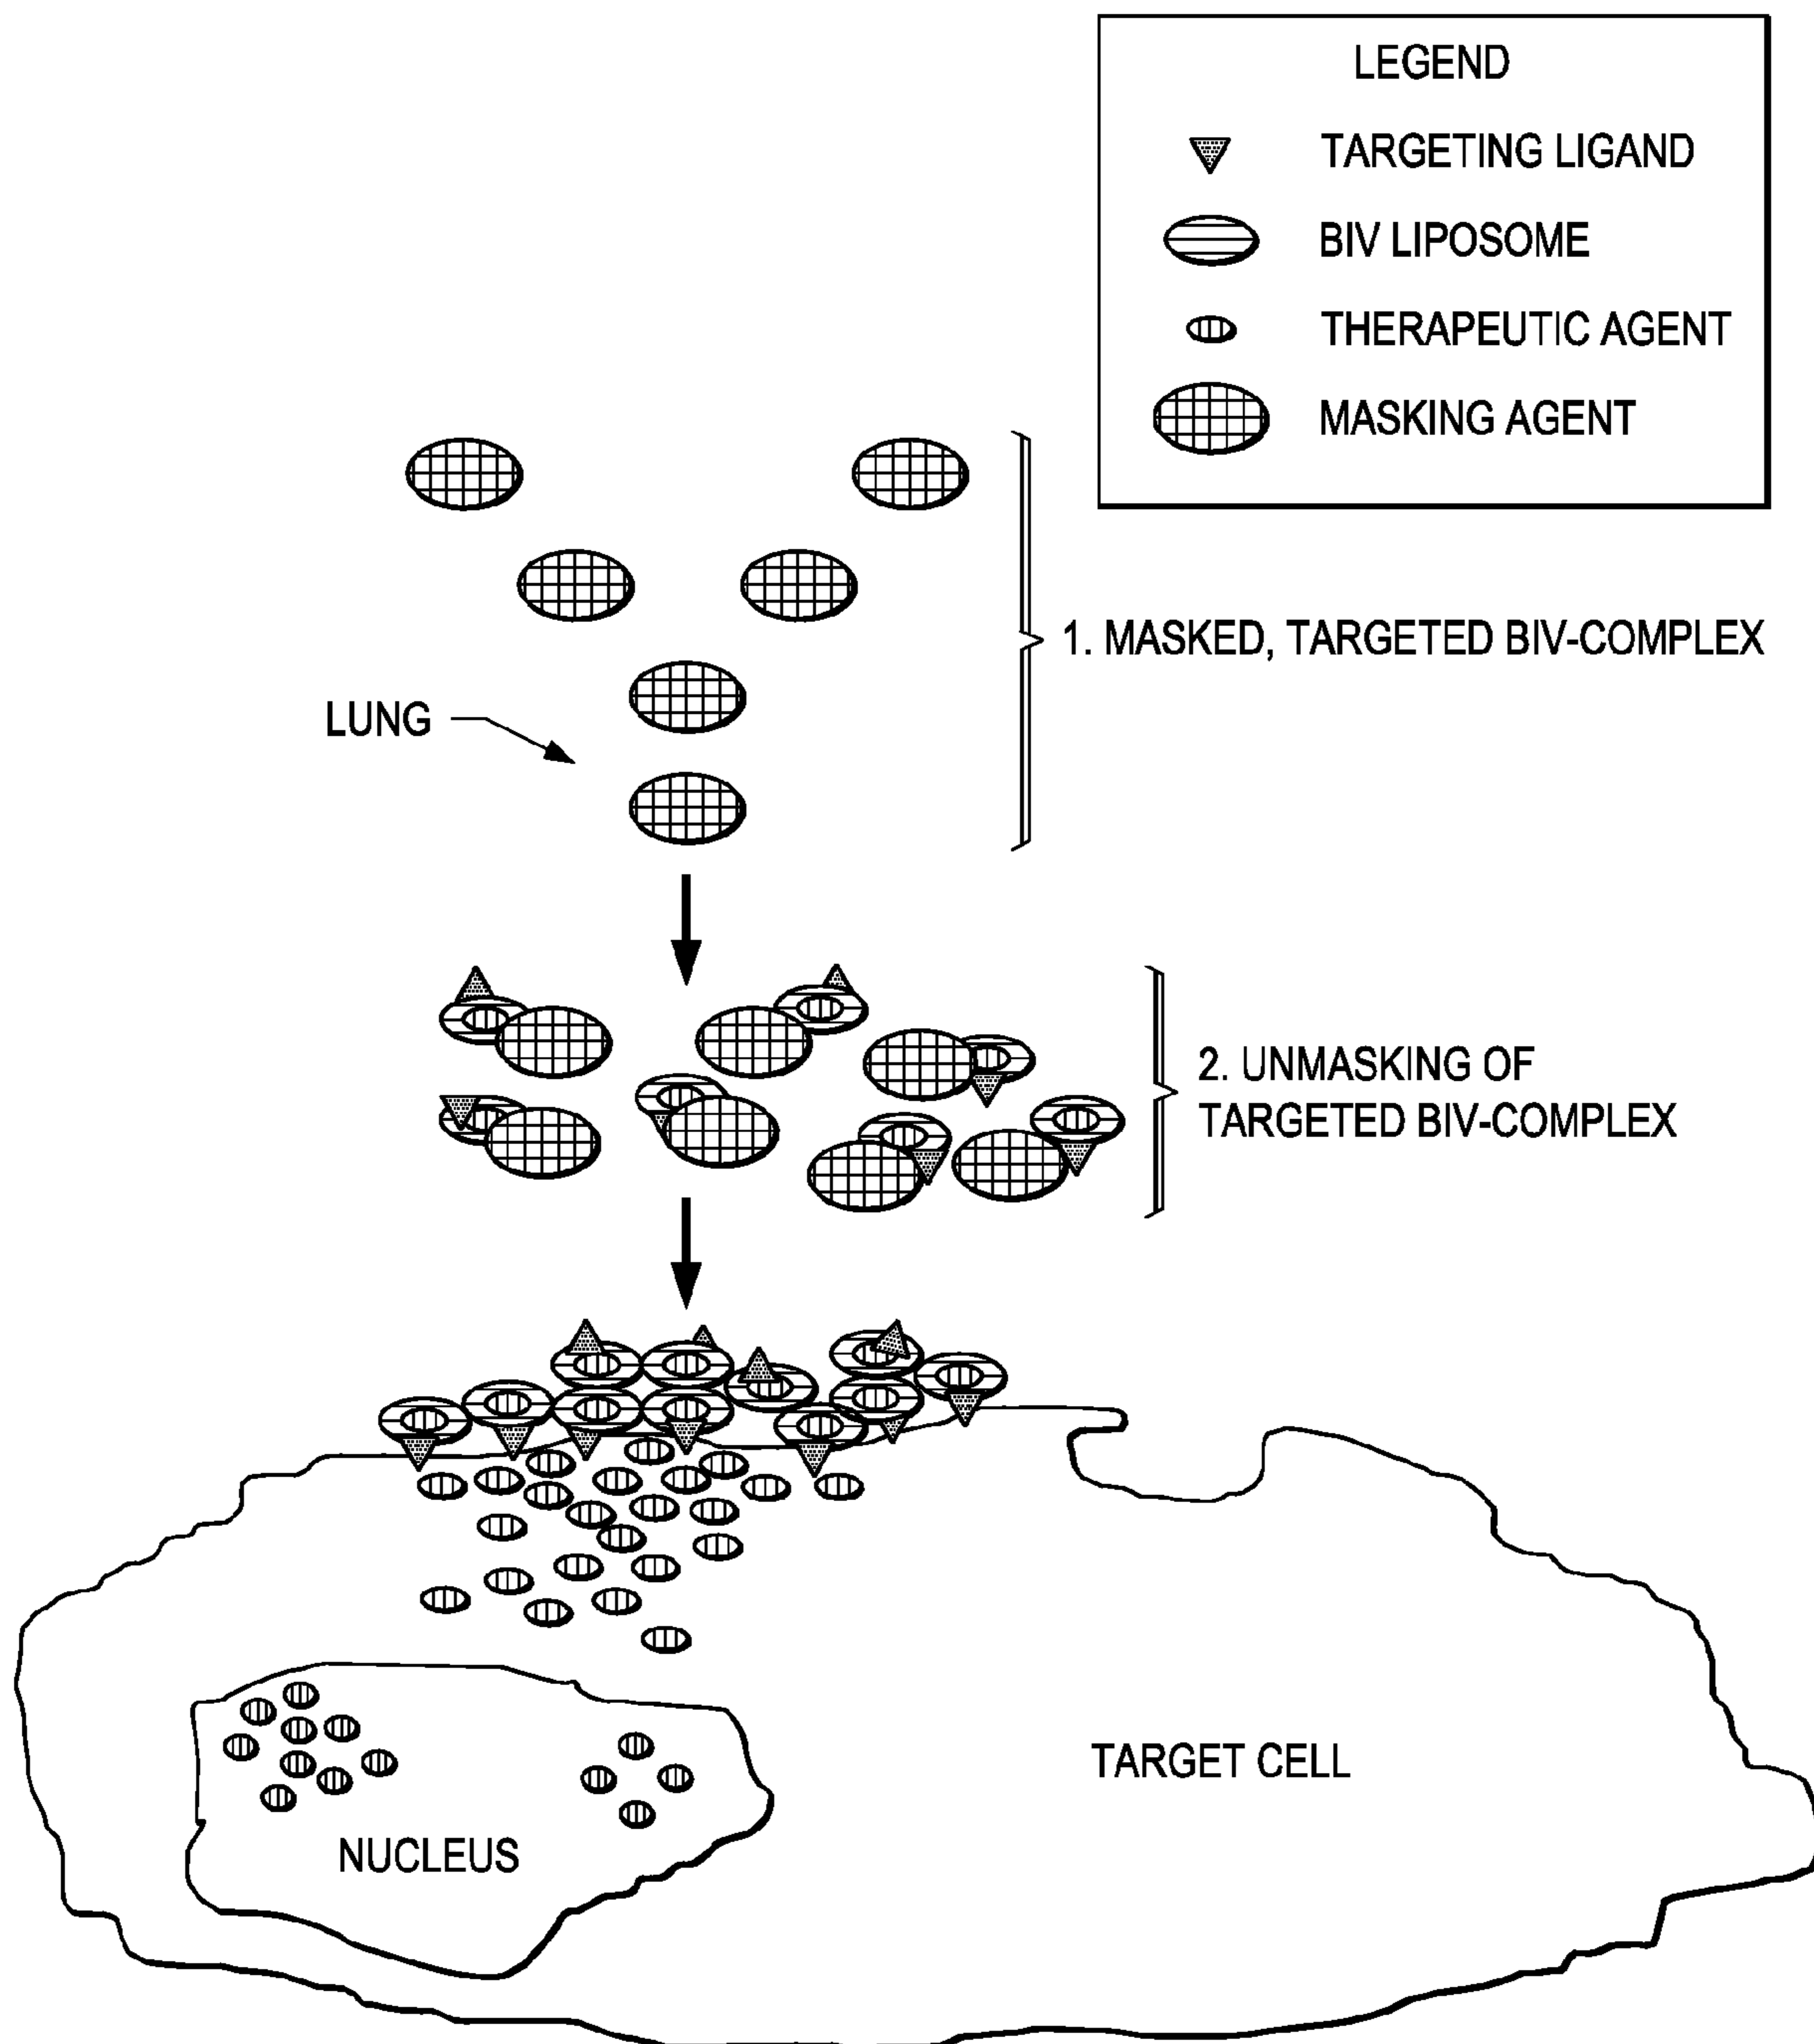 LEGEND
TARGETING LIGAND
BIV LIPOSOME
THERAPEUTIC AGENT
MASKING AGENT
1. MASKED, TARGETED BIV-COMPLEX
LUNG
2. UNMASKING OF
TARGETED BIV-COMPLEX
TARGET CELL
NUCLEUS